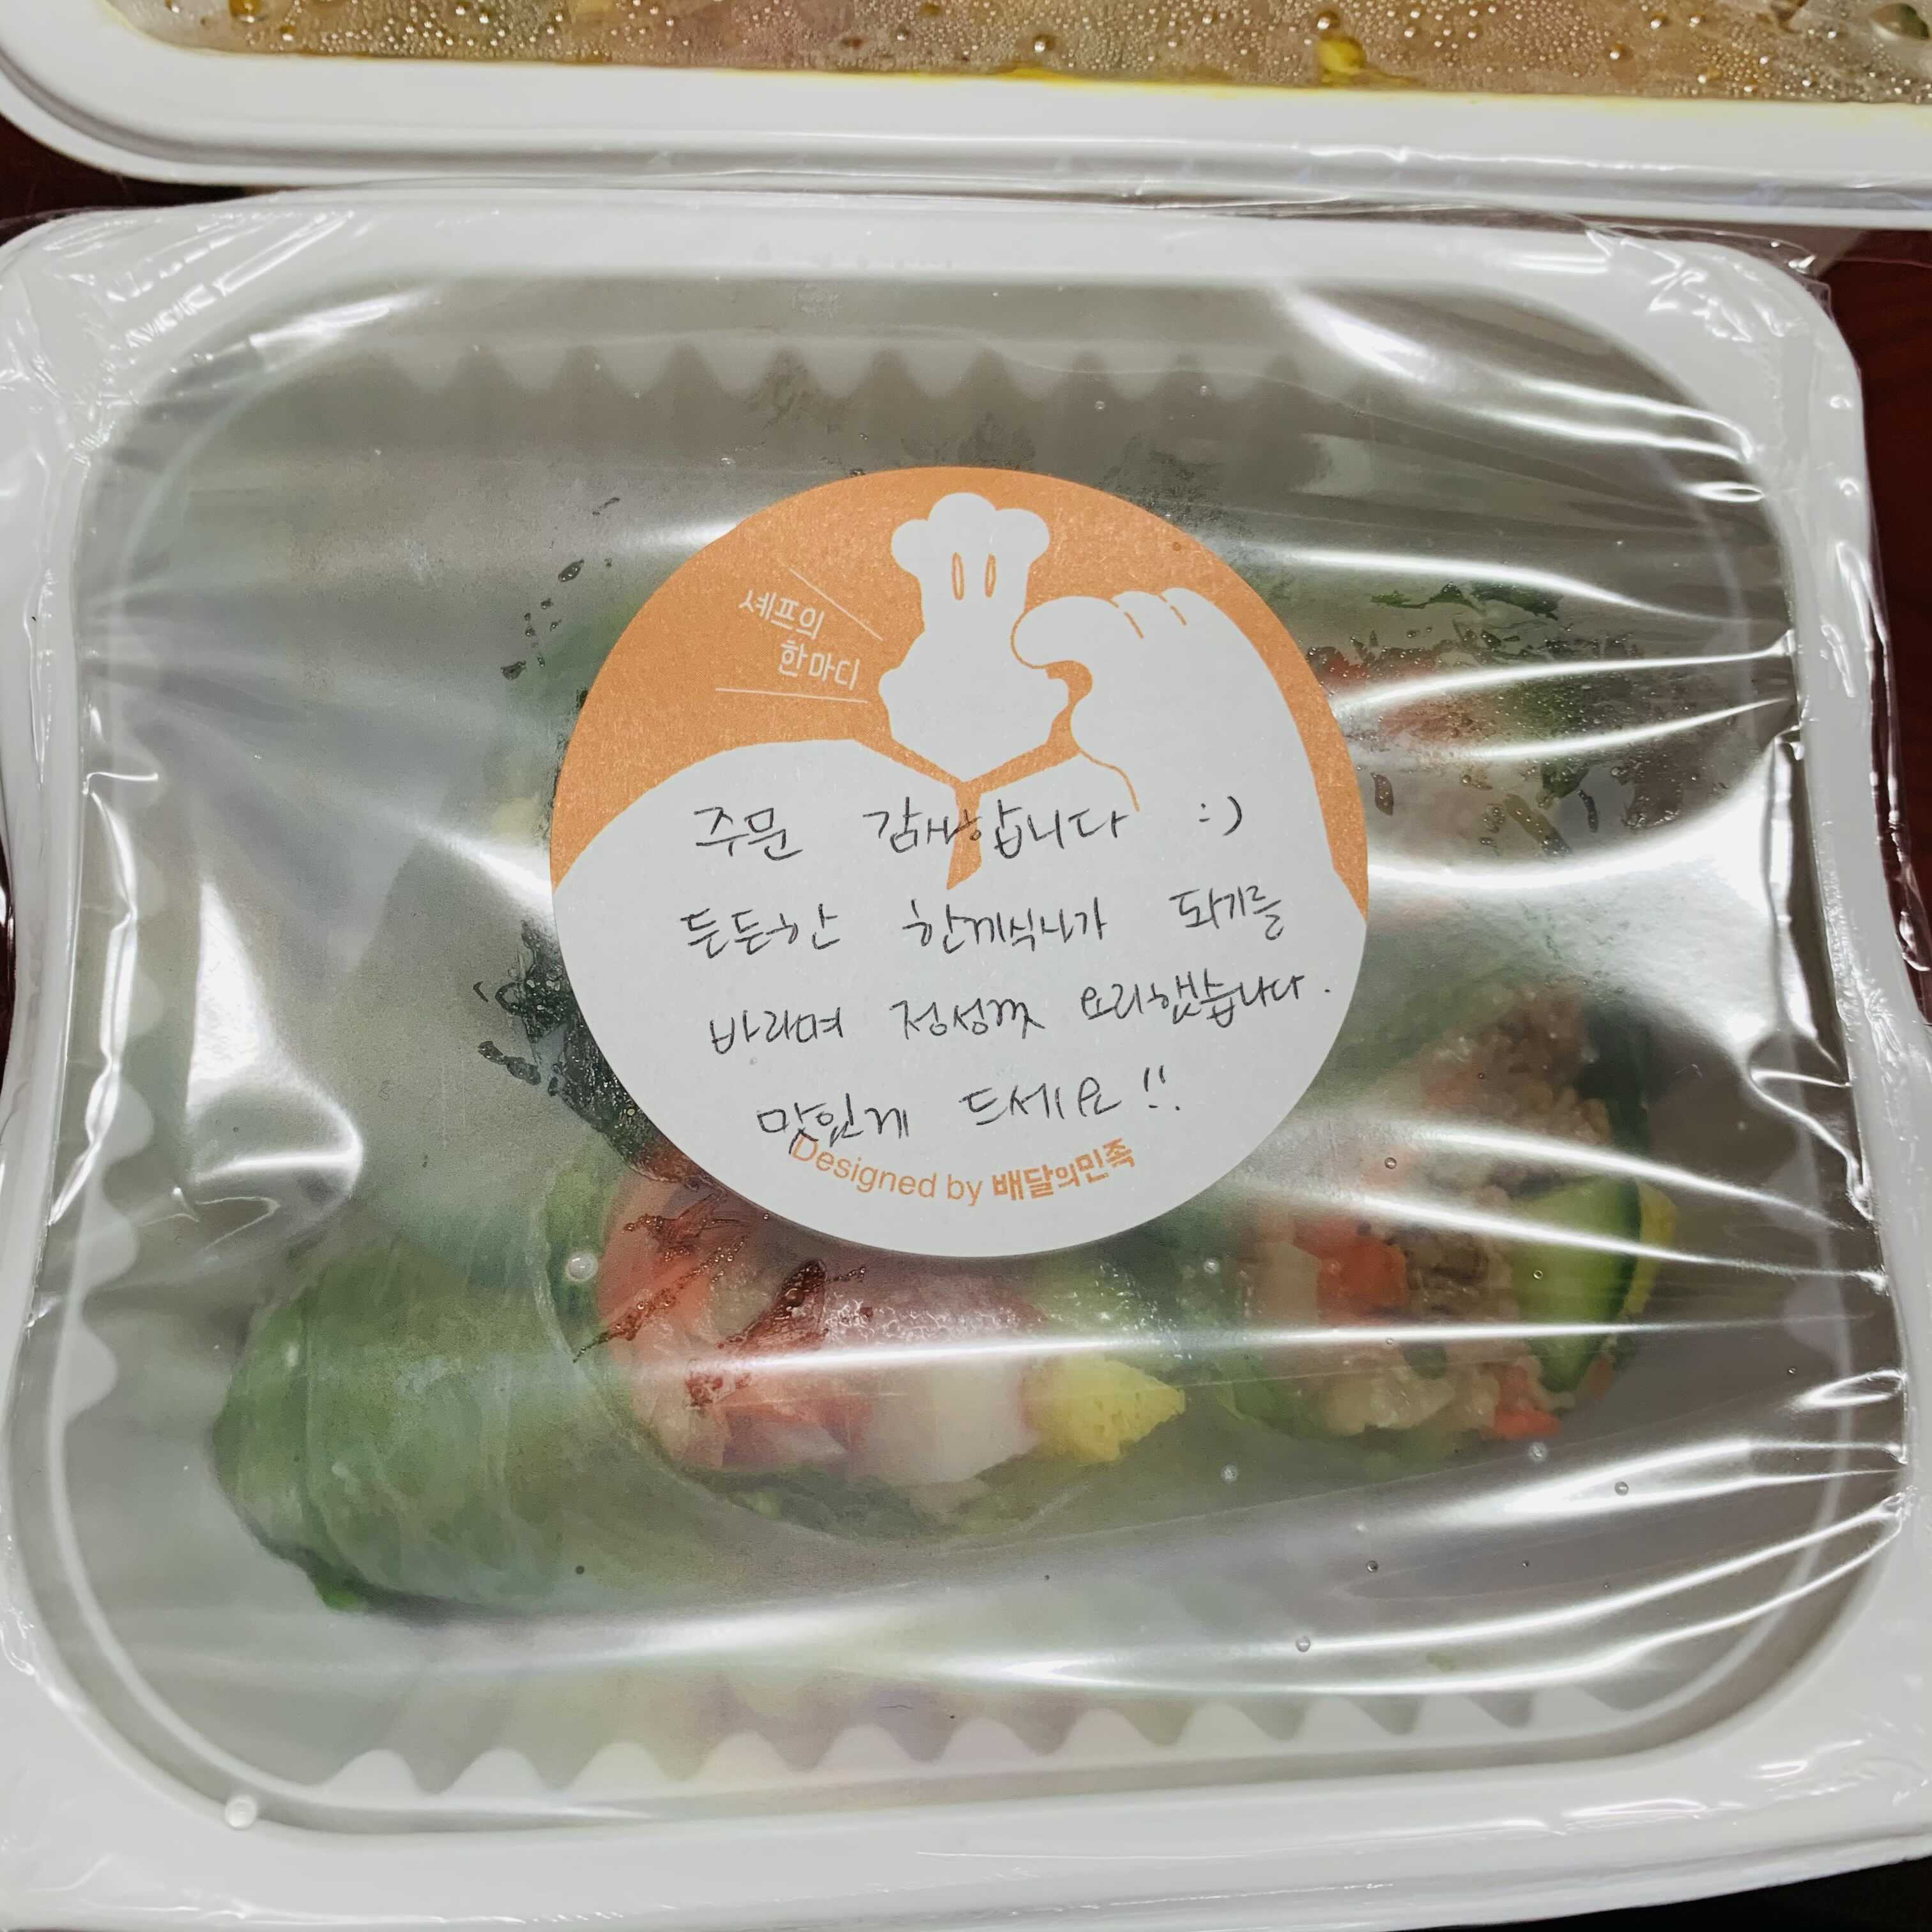 셰프의
한마디
주문 감사합니다 :)
든든한 한끼식사가 되기를
바라며 정성껏 요리했습니다.
맛있게 드세요!!
Designed by 배달의민족